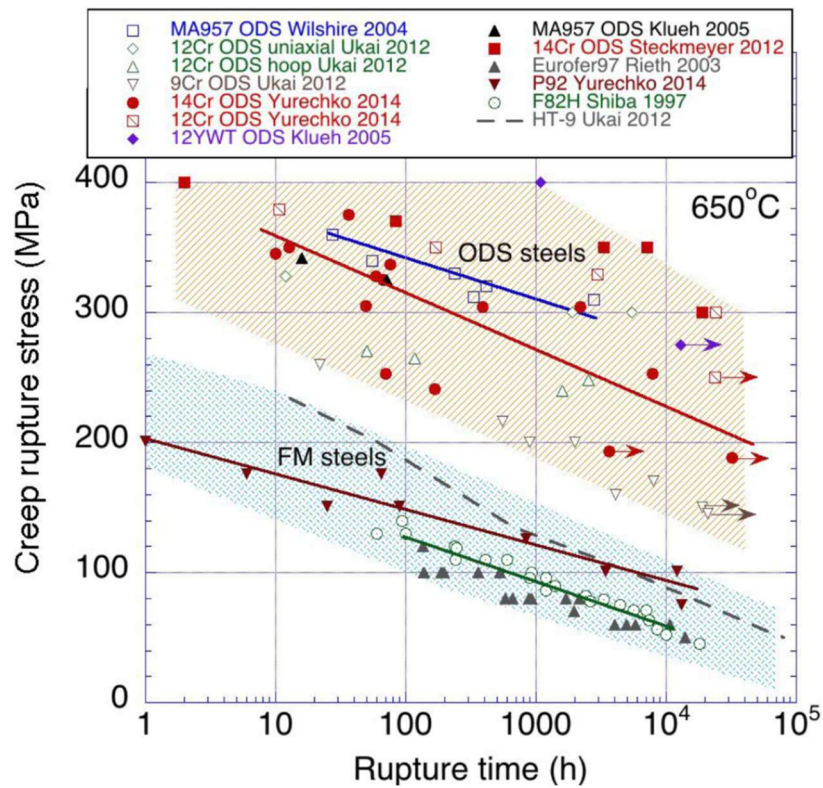 MA957 ODS Wilshire 2004
12Cr ODS uniaxial Ukai 2012
12Cr ODS hoop Ukai 2012
9Cr ODS Ukai 2012
14Cr ODS Yurechko 2014
12Cr ODS Yurechko 2014
12YWT ODS Klueh 2005
MA957 ODS Klueh 2005
14Cr ODS Steckmeyer 2012
Eurofer97 Rieth 2003
P92 Yurechko 2014
F82H Shiba 1997
HT-9 Ukai 2012
650°C
ODS steels
FM steels
Creep rupture stress (MPa)
400
300
200
100
0
1 10 100 1000 10⁴ 10⁵
Rupture time (h)